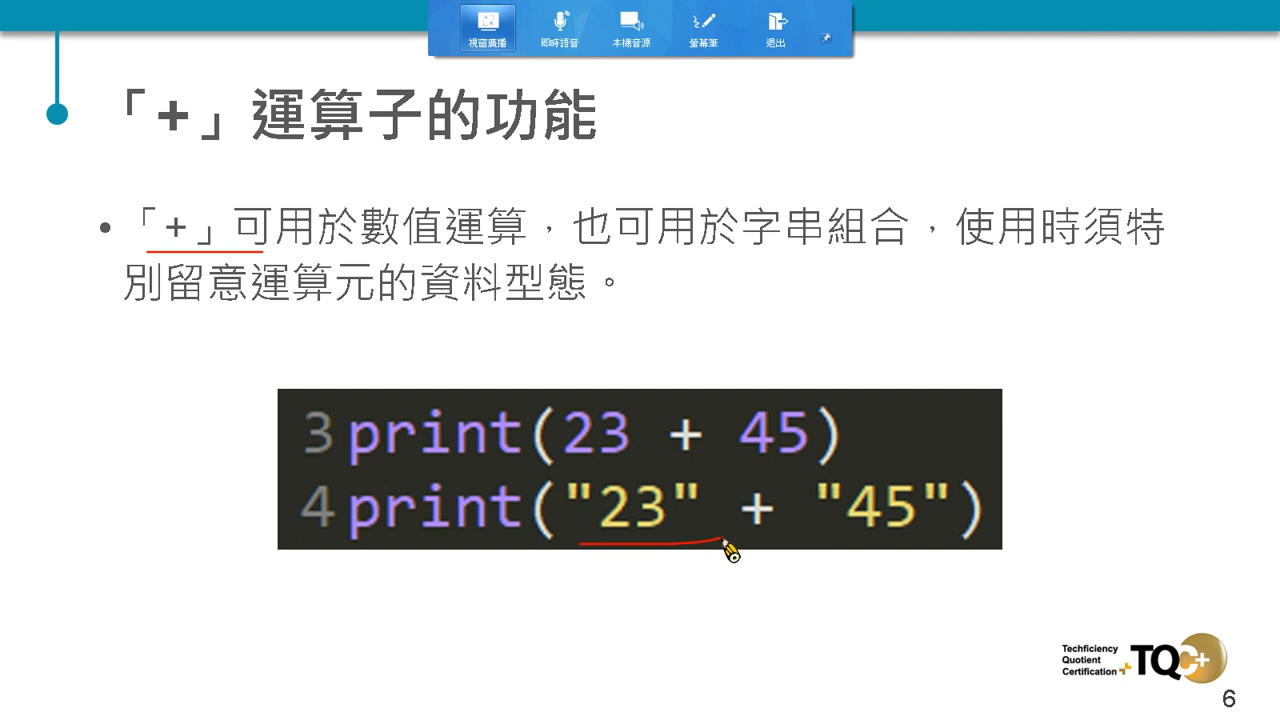 視窗廣播 即時語音 本機音源 螢幕筆 退出
「+」運算子的功能
• 「+」可用於數值運算，也可用於字串組合，使用時須特
別留意運算元的資料型態。
3 print(23 + 45)
4 print("23" + "45")
Techficiency
Quotient
Certification
TQC+
6